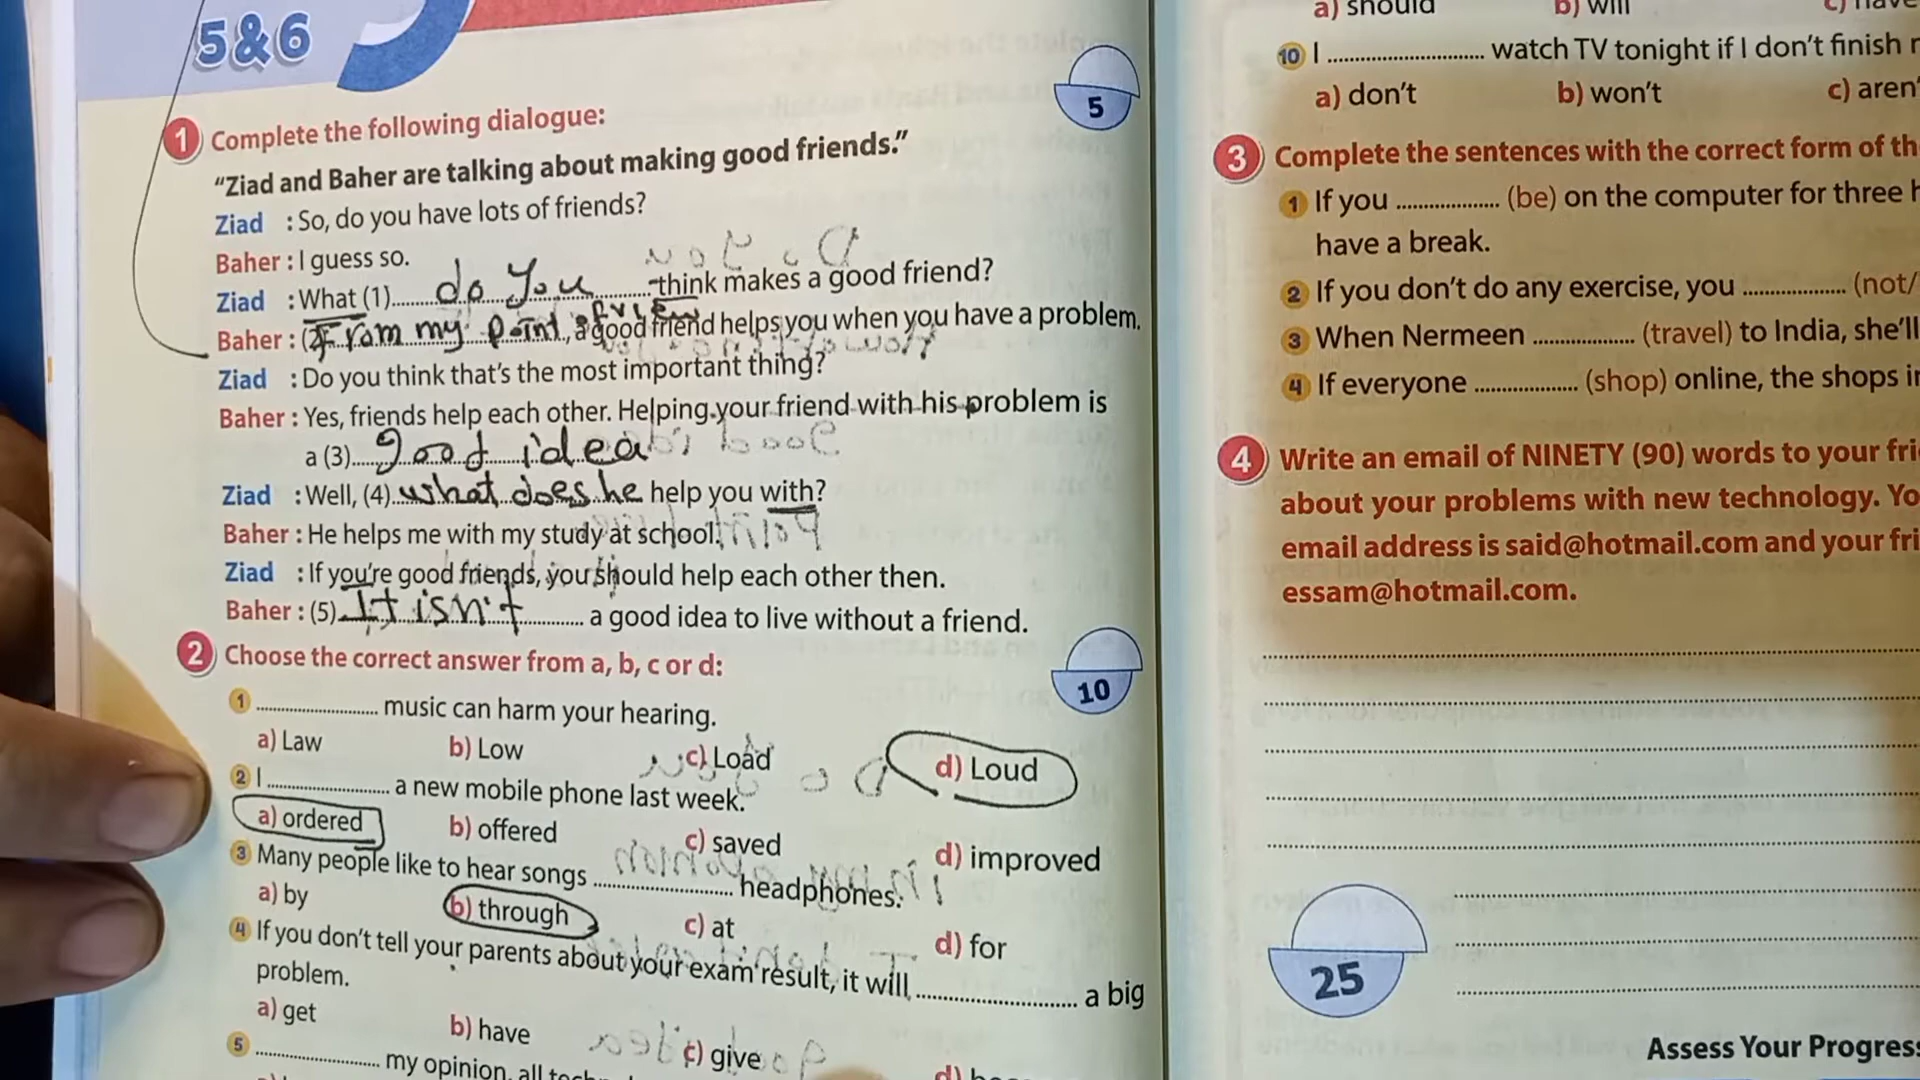 5&6
5
1 Complete the following dialogue:
"Ziad and Baher are talking about making good friends."
Ziad : So, do you have lots of friends?
Baher : I guess so.
Ziad : What (1) do you think makes a good friend?
Baher : (2) From my point of view, a good friend helps you when you have a problem.
Ziad : Do you think that's the most important thing?
Baher : Yes, friends help each other. Helping your friend with his problem is
a (3) good idea
Ziad : Well, (4) what does he help you with?
Baher : He helps me with my study at school.
Ziad : If you're good friends, you should help each other then.
Baher : (5) It isn't a good idea to live without a friend.
2 Choose the correct answer from a, b, c or d:
10
1 .................. music can harm your hearing.
a) Law b) Low c) Load d) Loud
2 I .................. a new mobile phone last week.
a) ordered b) offered c) saved d) improved
3 Many people like to hear songs .................. headphones.
a) by b) through c) at d) for
4 If you don't tell your parents about your exam result, it will .................. a big
problem.
a) get b) have c) give
5 .................. my opinion, all
a) should b) will c)
10 I .................. watch TV tonight if I don't finish
a) don't b) won't c) aren't
3 Complete the sentences with the correct form of
1 If you .................. (be) on the computer for three
have a break.
2 If you don't do any exercise, you .................. (not/
3 When Nermeen .................. (travel) to India, she'll
4 If everyone .................. (shop) online, the shops
4 Write an email of NINETY (90) words to your
about your problems with new technology.
email address is said@hotmail.com and your
essam@hotmail.com.
25
Assess Your Progress